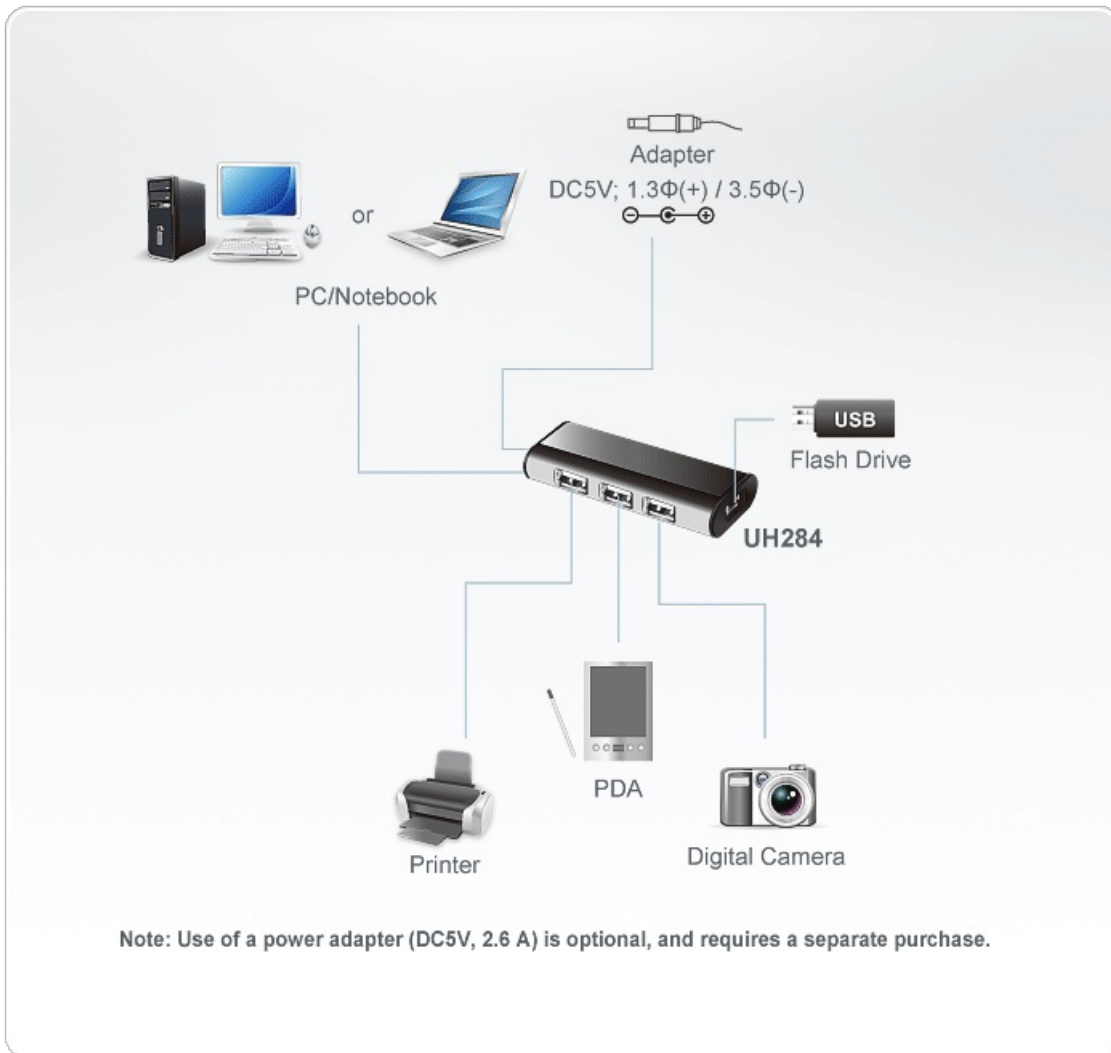 Adapter
DC5V; 1.3Φ(+) / 3.5Φ(-)
or
PC/Notebook
USB
Flash Drive
UH284
PDA
Printer
Digital Camera
Note: Use of a power adapter (DC5V, 2.6 A) is optional, and requires a separate purchase.